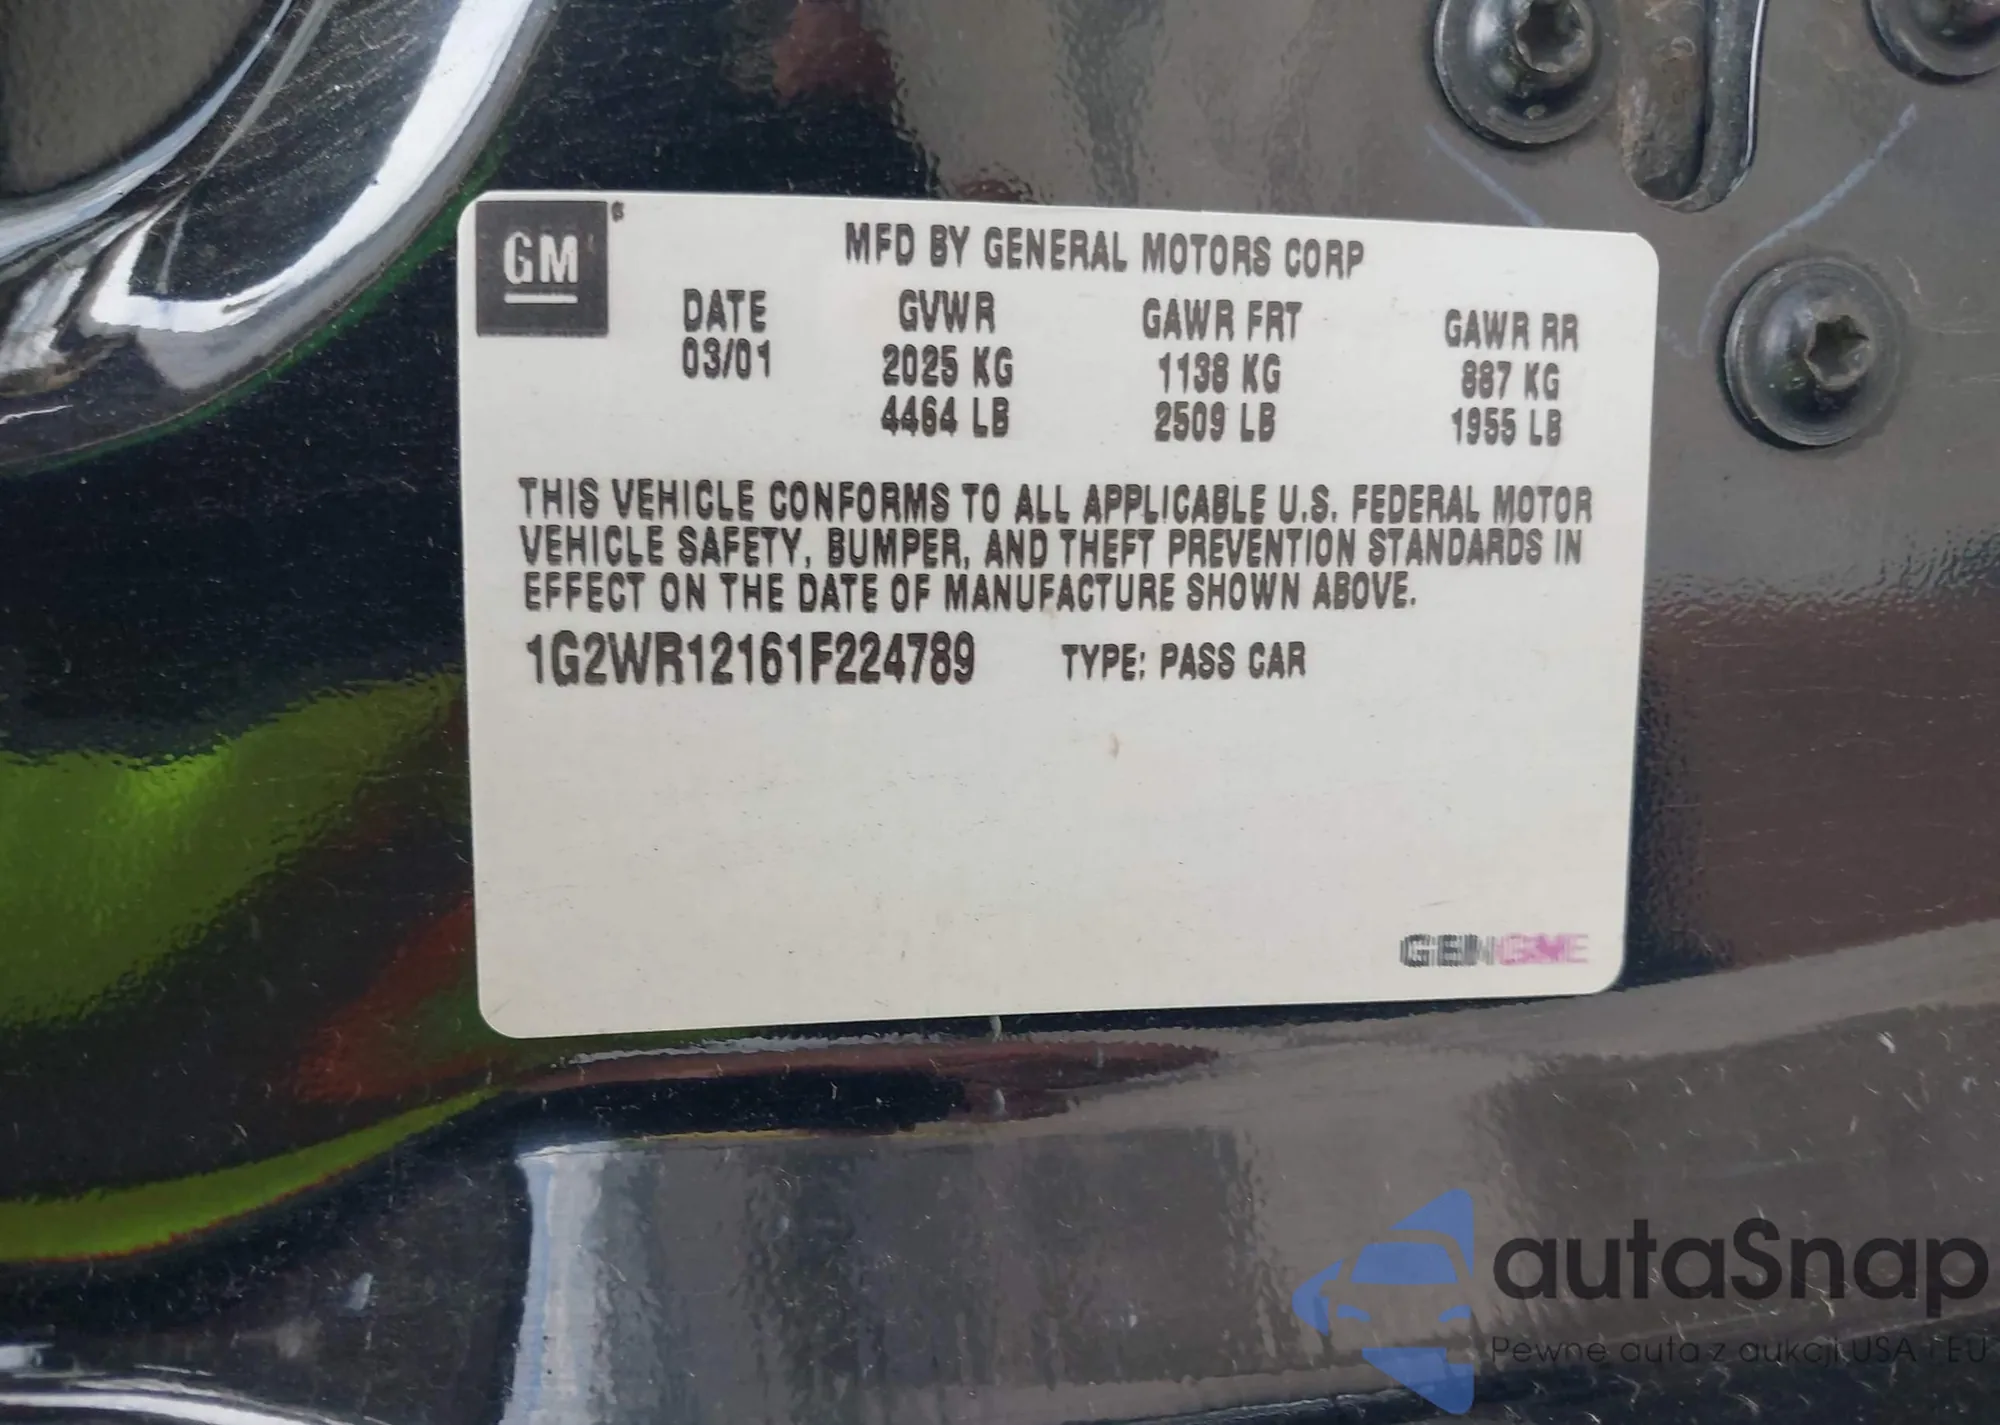 GM
MFD BY GENERAL MOTORS CORP
DATE GVWR GAWR FRT GAWR RR
03/01 2025 KG 1138 KG 887 KG
4464 LB 2509 LB 1955 LB
THIS VEHICLE CONFORMS TO ALL APPLICABLE U.S. FEDERAL MOTOR
VEHICLE SAFETY, BUMPER, AND THEFT PREVENTION STANDARDS IN
EFFECT ON THE DATE OF MANUFACTURE SHOWN ABOVE.
1G2WR12161F224789 TYPE: PASS CAR
autaSnap
Pewne auta z aukcji USA i EU